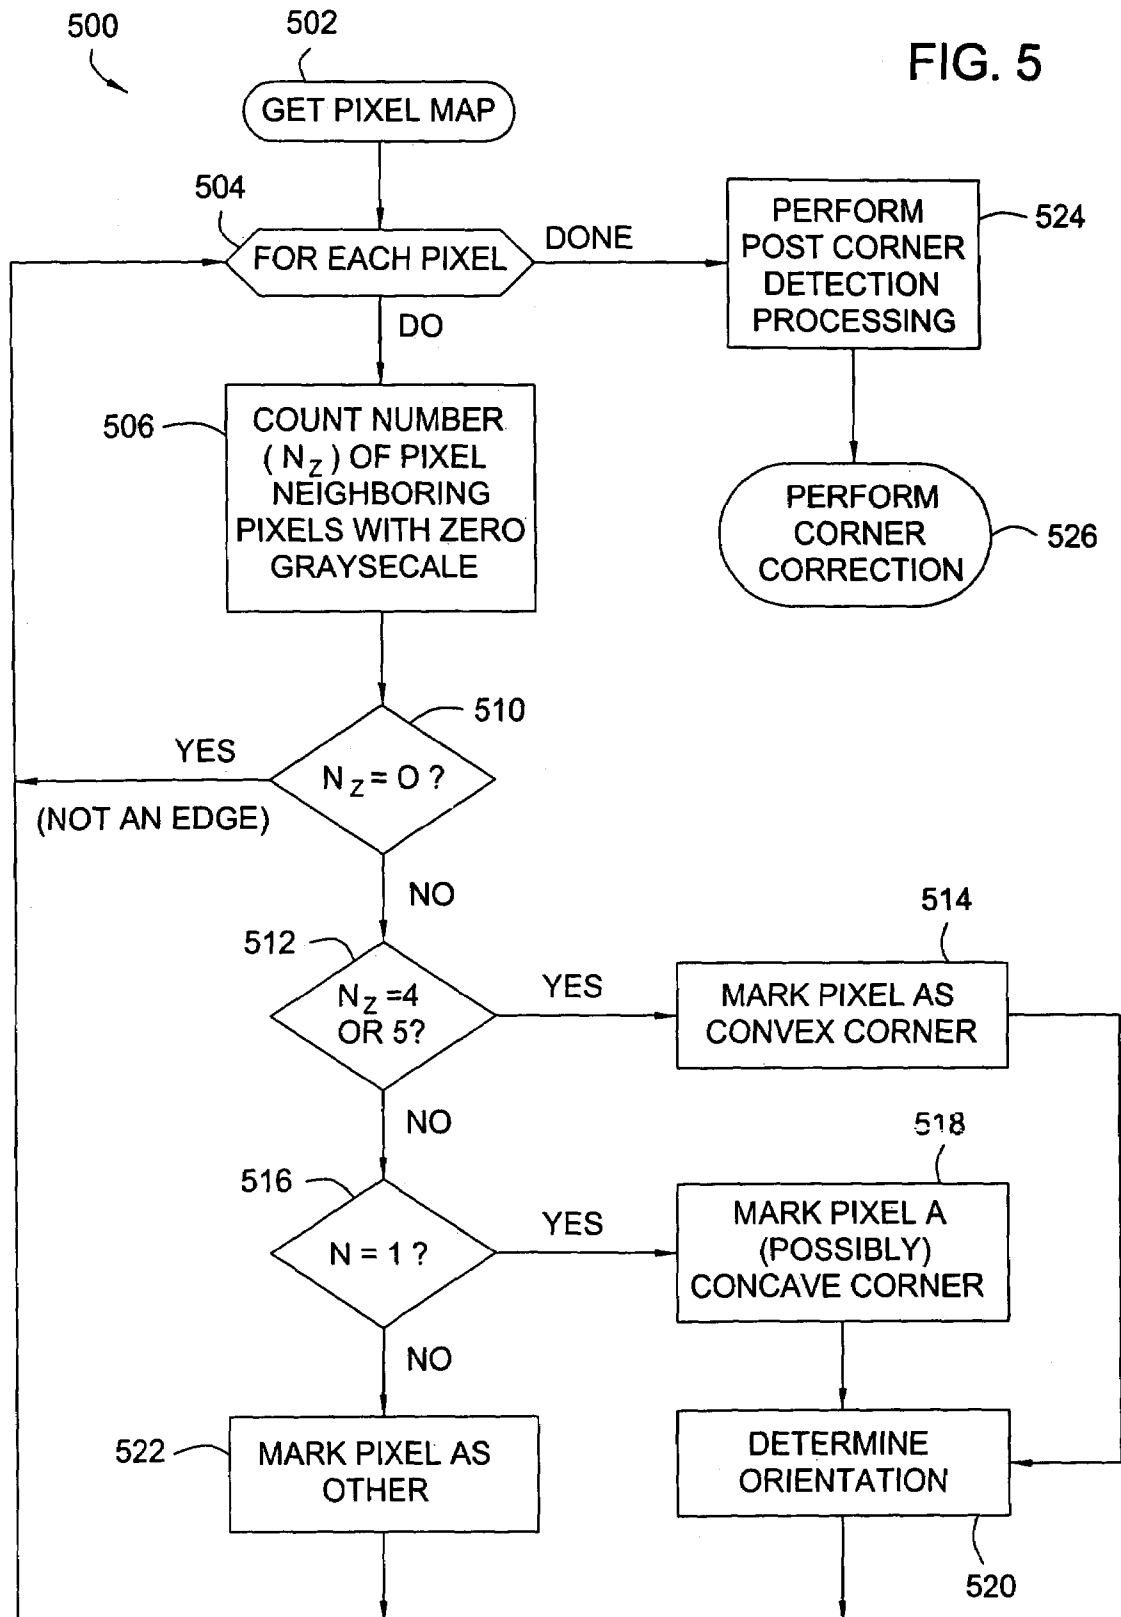 500
502
FIG. 5
GET PIXEL MAP
504
FOR EACH PIXEL
DONE
PERFORM
POST CORNER
DETECTION
PROCESSING
524
DO
506
COUNT NUMBER
( N Z ) OF PIXEL
NEIGHBORING
PIXELS WITH ZERO
GRAYSECALE
PERFORM
CORNER
CORRECTION
526
510
YES
N Z = O ?
(NOT AN EDGE)
NO
512
N Z =4
OR 5?
YES
514
MARK PIXEL AS
CONVEX CORNER
NO
516
N = 1 ?
YES
518
MARK PIXEL A
(POSSIBLY)
CONCAVE CORNER
NO
522
MARK PIXEL AS
OTHER
DETERMINE
ORIENTATION
520